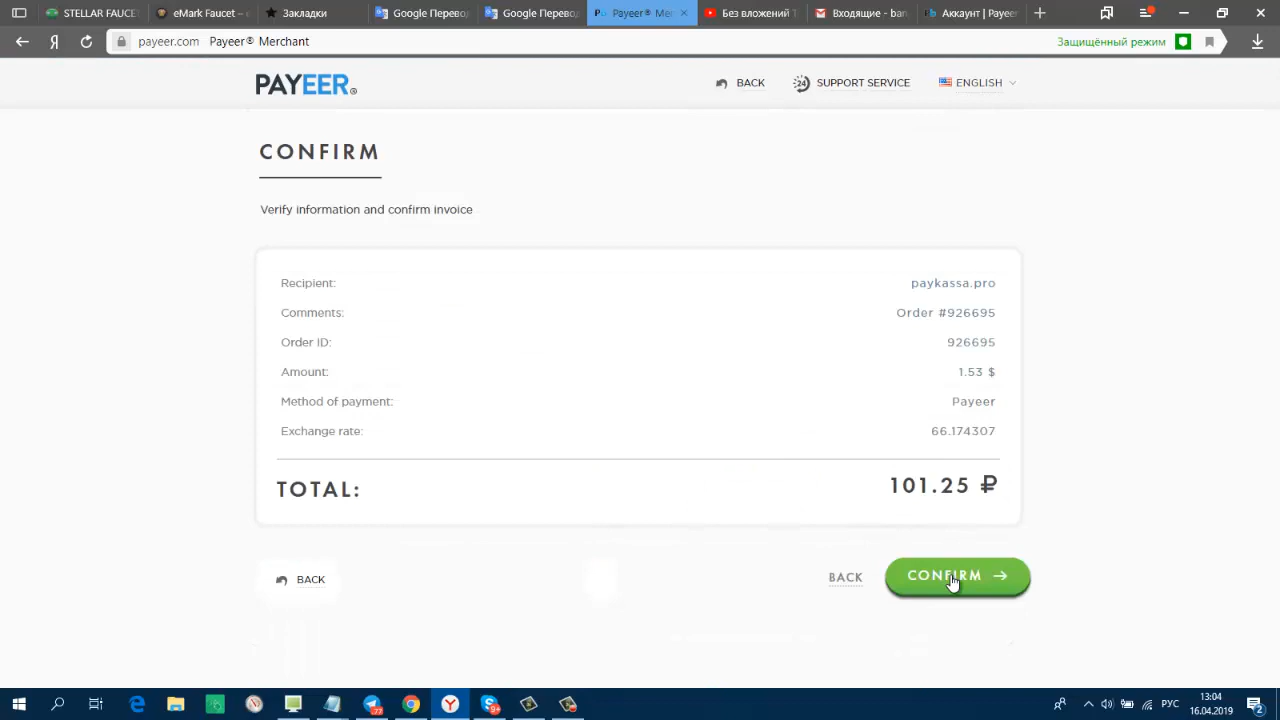 STELLAR FAUCE
eMark Faucet –
Закладки
Google Перево
Google Перево
Payeer® Mer
Без вложений
Входящие - ban
Аккаунт | Payee
payeer.com Payeer® Merchant
Защищённый режим
PAYEER®
BACK
SUPPORT SERVICE
ENGLISH
CONFIRM
Verify information and confirm invoice
Recipient: paykassa.pro
Comments: Order #926695
Order ID: 926695
Amount: 1.53 $
Method of payment: Payeer
Exchange rate: 66.174307
TOTAL: 101.25 ₽
BACK
BACK
CONFIRM
РУС
13:04
16.04.2019